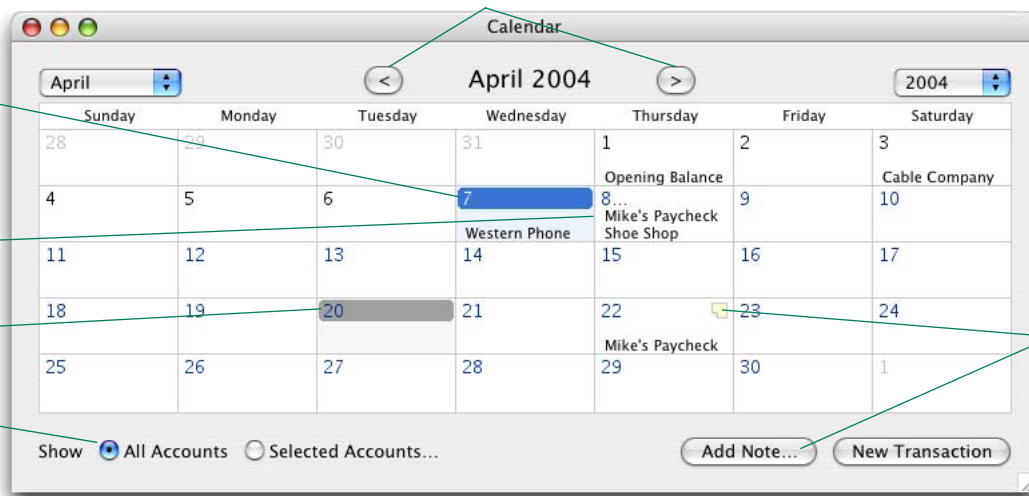 Calendar
April
<
April 2004
>
2004
Sunday Monday Tuesday Wednesday Thursday Friday Saturday
28 29 30 31 1 2 3
Opening Balance Cable Company
4 5 6 7 8... 9 10
Mike's Paycheck
Western Phone Shoe Shop
11 12 13 14 15 16 17
18 19 20 21 22 23 24
Mike's Paycheck
25 26 27 28 29 30 1
Show All Accounts Selected Accounts... Add Note... New Transaction